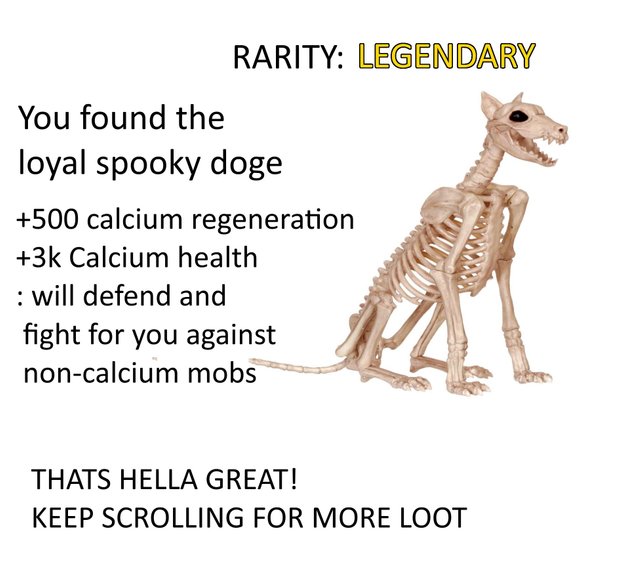 RARITY: LEGENDARY
You found the
loyal spooky doge
+500 calcium regeneration
+3k Calcium health
: will defend and
fight for you against
non-calcium mobs
THATS HELLA GREAT!
KEEP SCROLLING FOR MORE LOOT